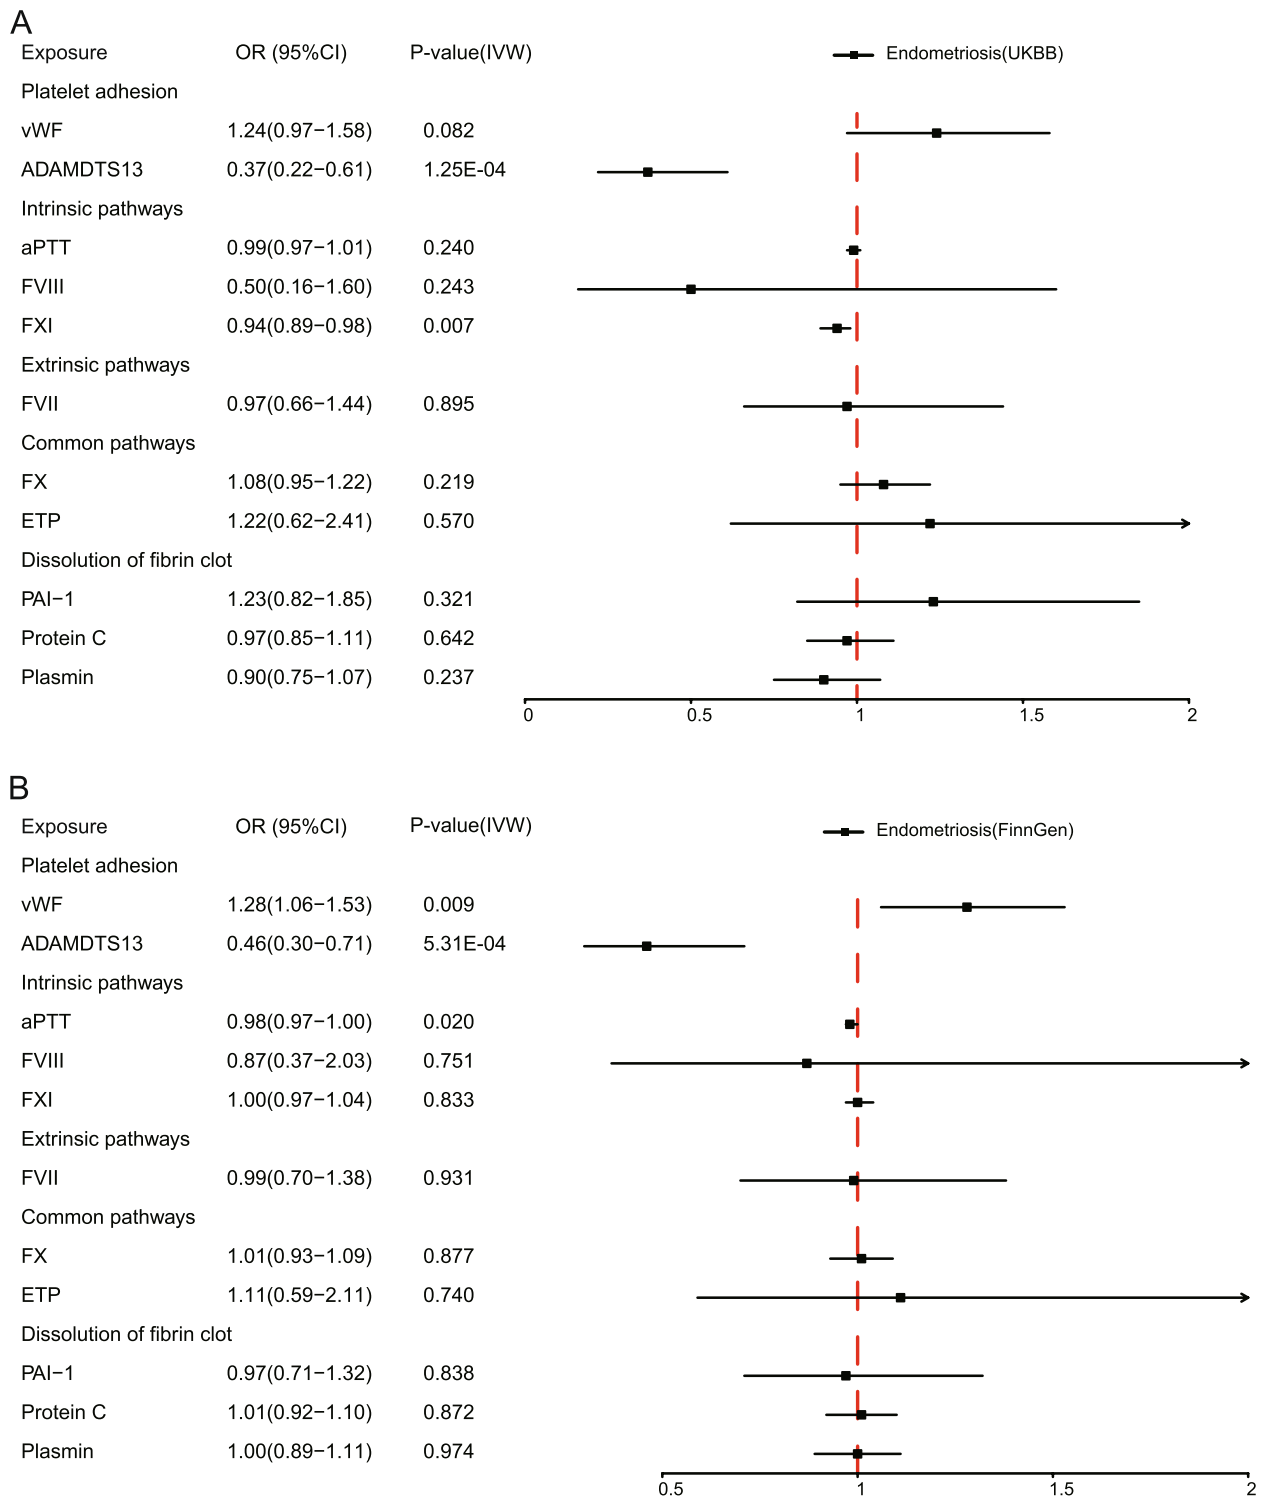 A
Exposure OR (95%CI) P-value(IVW) Endometriosis(UKBB)
Platelet adhesion
vWF 1.24(0.97−1.58) 0.082
ADAMDTS13 0.37(0.22−0.61) 1.25E-04
Intrinsic pathways
aPTT 0.99(0.97−1.01) 0.240
FVIII 0.50(0.16−1.60) 0.243
FXI 0.94(0.89−0.98) 0.007
Extrinsic pathways
FVII 0.97(0.66−1.44) 0.895
Common pathways
FX 1.08(0.95−1.22) 0.219
ETP 1.22(0.62−2.41) 0.570
Dissolution of fibrin clot
PAI−1 1.23(0.82−1.85) 0.321
Protein C 0.97(0.85−1.11) 0.642
Plasmin 0.90(0.75−1.07) 0.237
0 0.5 1 1.5 2
B
Exposure OR (95%CI) P-value(IVW) Endometriosis(FinnGen)
Platelet adhesion
vWF 1.28(1.06−1.53) 0.009
ADAMDTS13 0.46(0.30−0.71) 5.31E-04
Intrinsic pathways
aPTT 0.98(0.97−1.00) 0.020
FVIII 0.87(0.37−2.03) 0.751
FXI 1.00(0.97−1.04) 0.833
Extrinsic pathways
FVII 0.99(0.70−1.38) 0.931
Common pathways
FX 1.01(0.93−1.09) 0.877
ETP 1.11(0.59−2.11) 0.740
Dissolution of fibrin clot
PAI−1 0.97(0.71−1.32) 0.838
Protein C 1.01(0.92−1.10) 0.872
Plasmin 1.00(0.89−1.11) 0.974
0.5 1 1.5 2